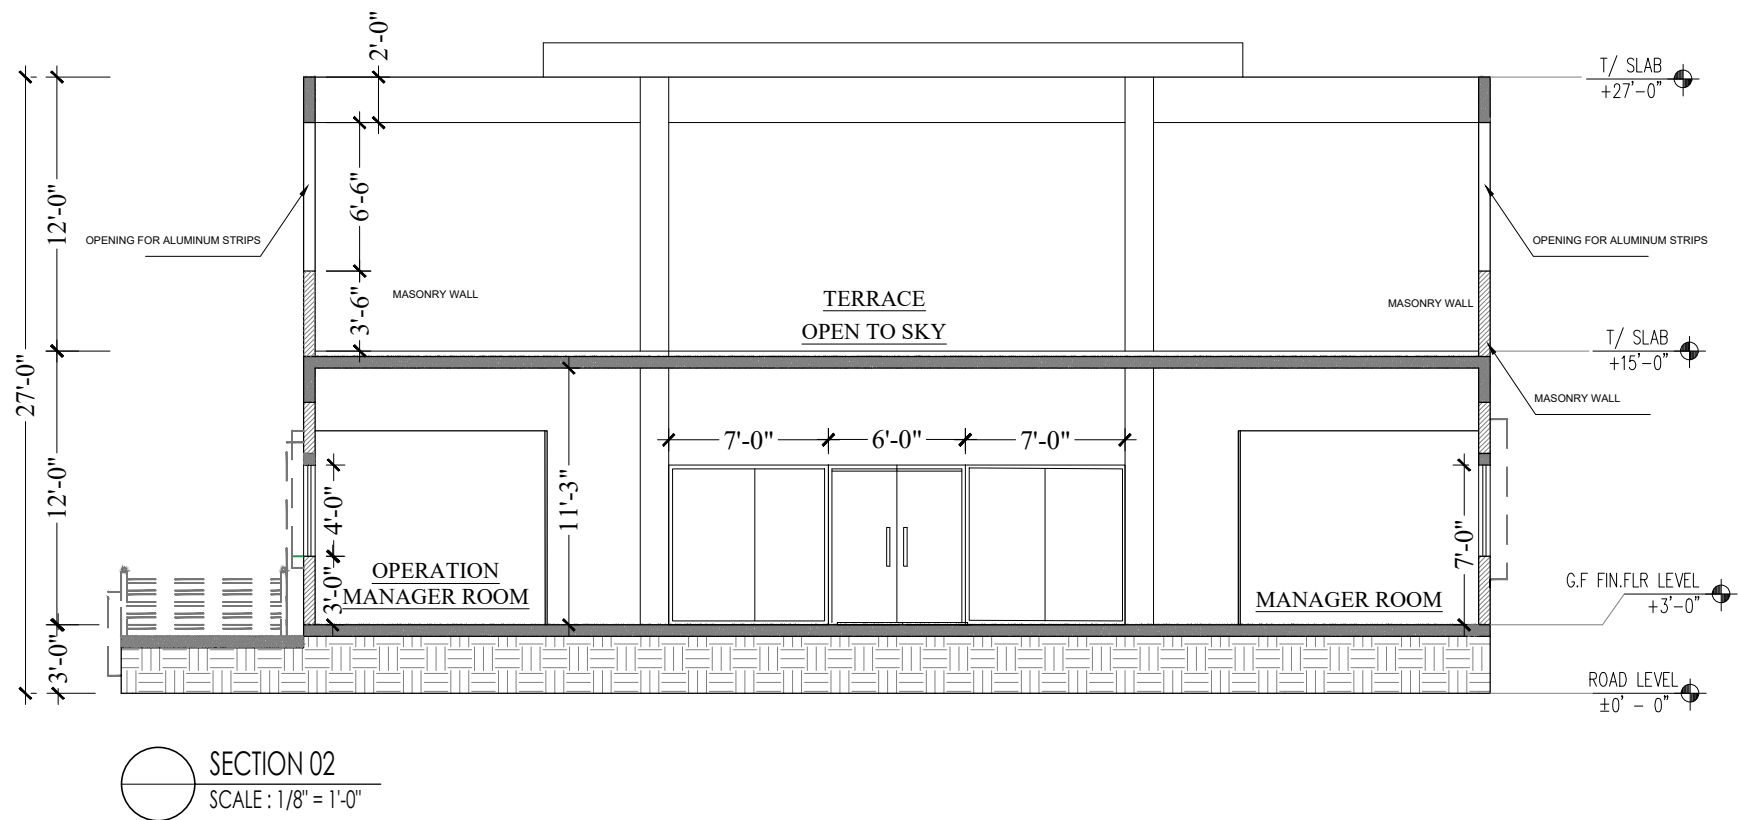 2'-0"
T/ SLAB
+27'-0"
12'-0"
6'-6"
OPENING FOR ALUMINUM STRIPS
OPENING FOR ALUMINUM STRIPS
MASONRY WALL
3'-6"
TERRACE
OPEN TO SKY
MASONRY WALL
T/ SLAB
+15'-0"
27'-0"
MASONRY WALL
7'-0"
6'-0"
7'-0"
12'-0"
4'-0"
11'-3"
7'-0"
OPERATION
MANAGER ROOM
3'-0"
MANAGER ROOM
G.F FIN.FLR LEVEL
+3'-0"
3'-0"
ROAD LEVEL
±0' - 0"
SECTION 02
SCALE : 1/8" = 1'-0"